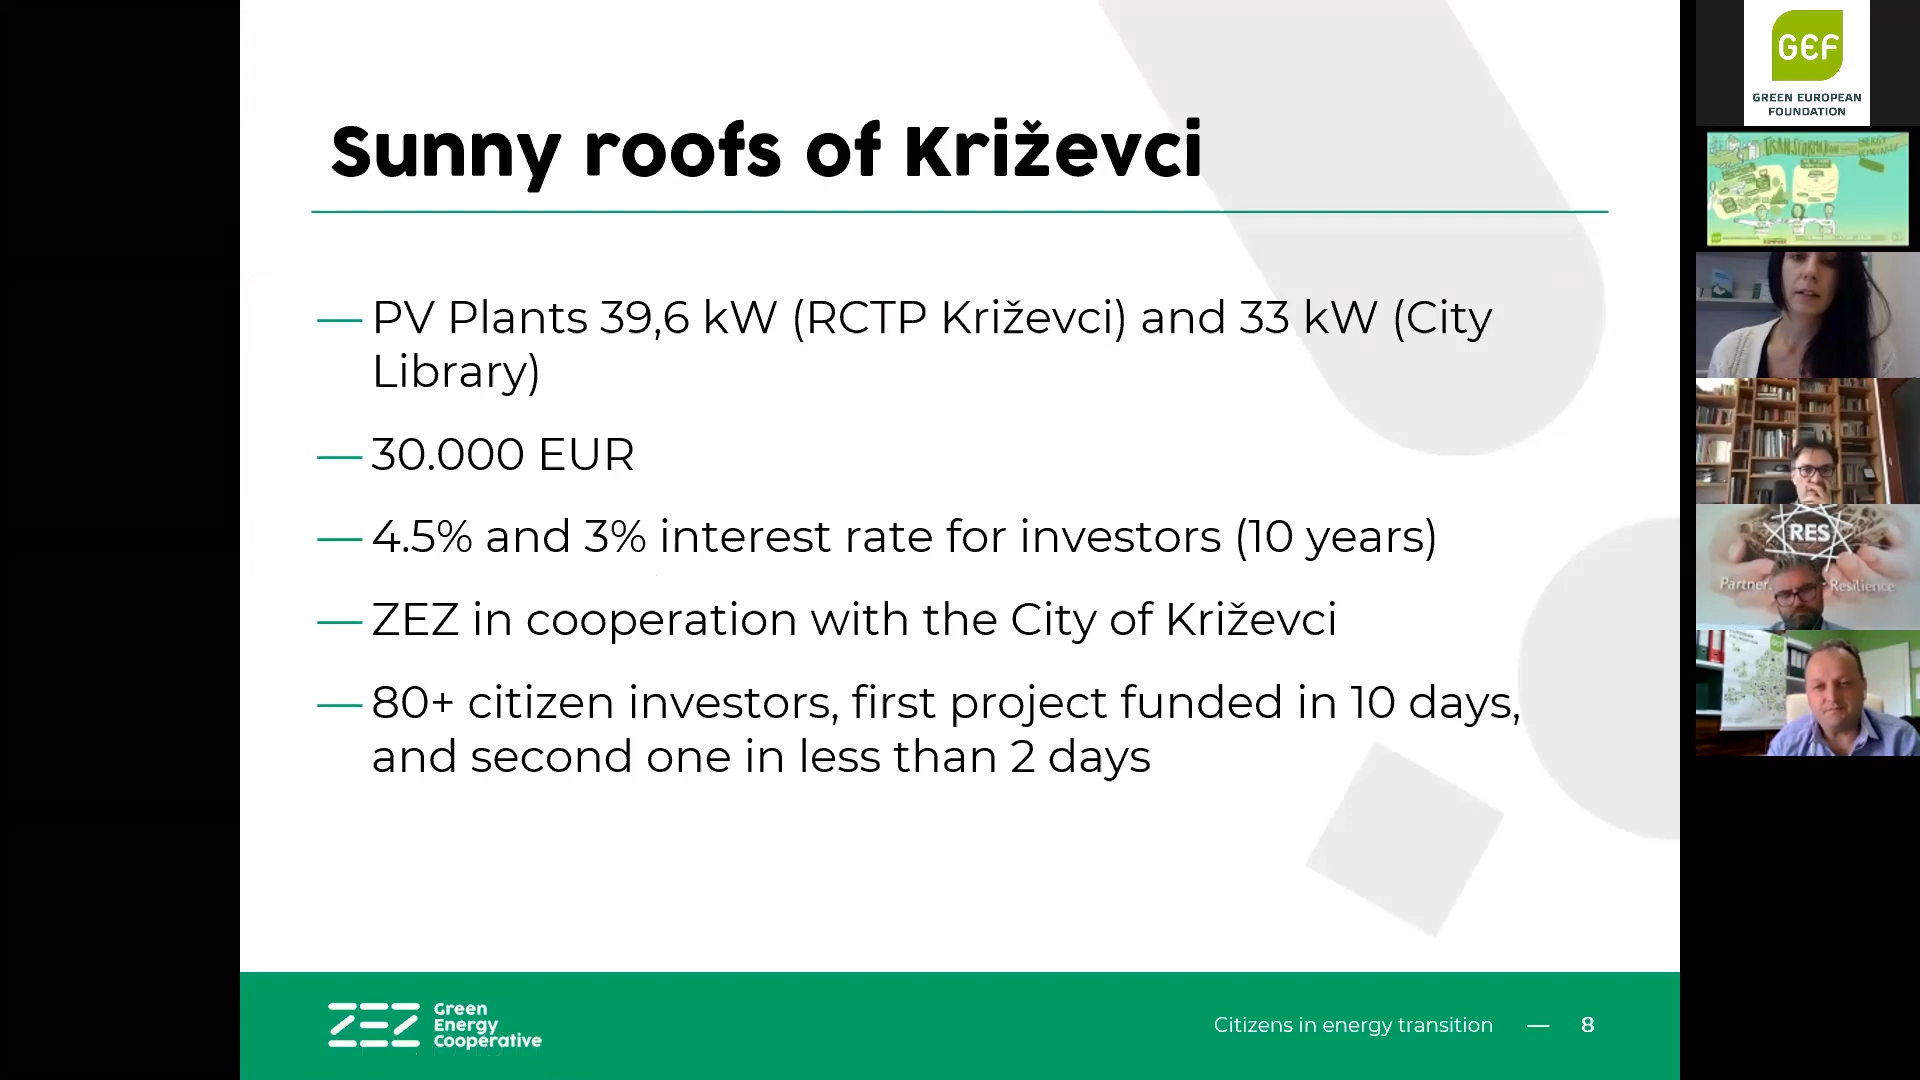 Sunny roofs of Križevci
— PV Plants 39,6 kW (RCTP Križevci) and 33 kW (City
Library)
— 30.000 EUR
— 4.5% and 3% interest rate for investors (10 years)
— ZEZ in cooperation with the City of Križevci
— 80+ citizen investors, first project funded in 10 days,
and second one in less than 2 days
ZEZ
Green
Energy
Cooperative
Citizens in energy transition — 8
GEF
GREEN EUROPEAN
FOUNDATION
RES
Partner
Resilience